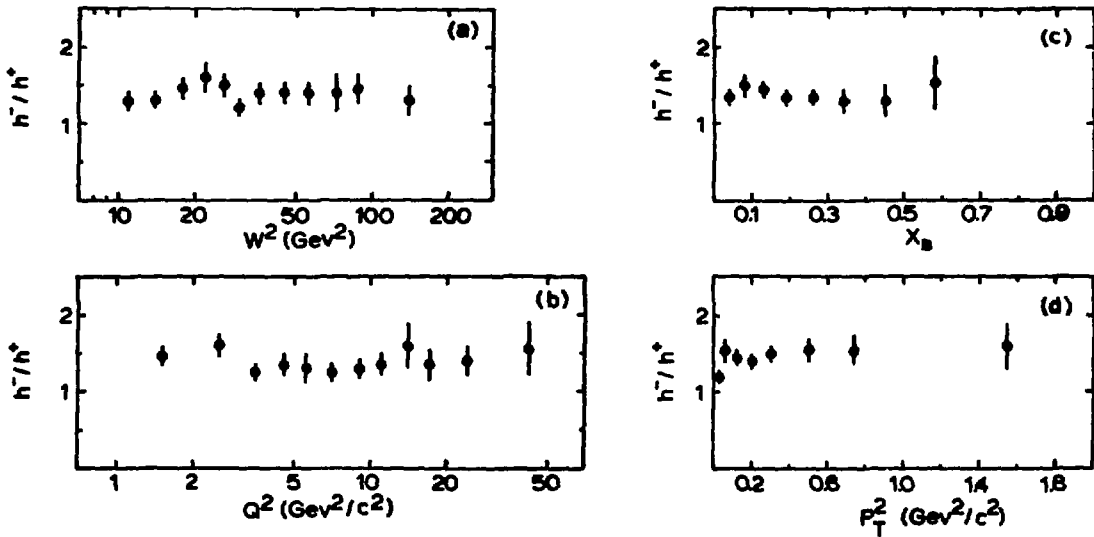 (a)
2
1
h⁻/h⁺
10 20 50 100 200
W² (Gev²)
(b)
2
1
h⁻/h⁺
1 2 5 10 20 50
Q² (Gev²/c²)
(c)
2
1
h⁻/h⁺
0.1 0.3 0.5 0.7 0.9
X_B
(d)
2
1
h⁻/h⁺
0.2 0.6 1.0 1.4 1.8
P_T² (Gev²/c²)